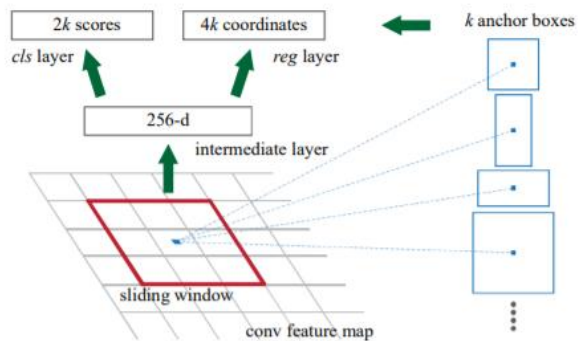 2k scores
4k coordinates
k anchor boxes
cls layer
reg layer
256-d
intermediate layer
sliding window
conv feature map